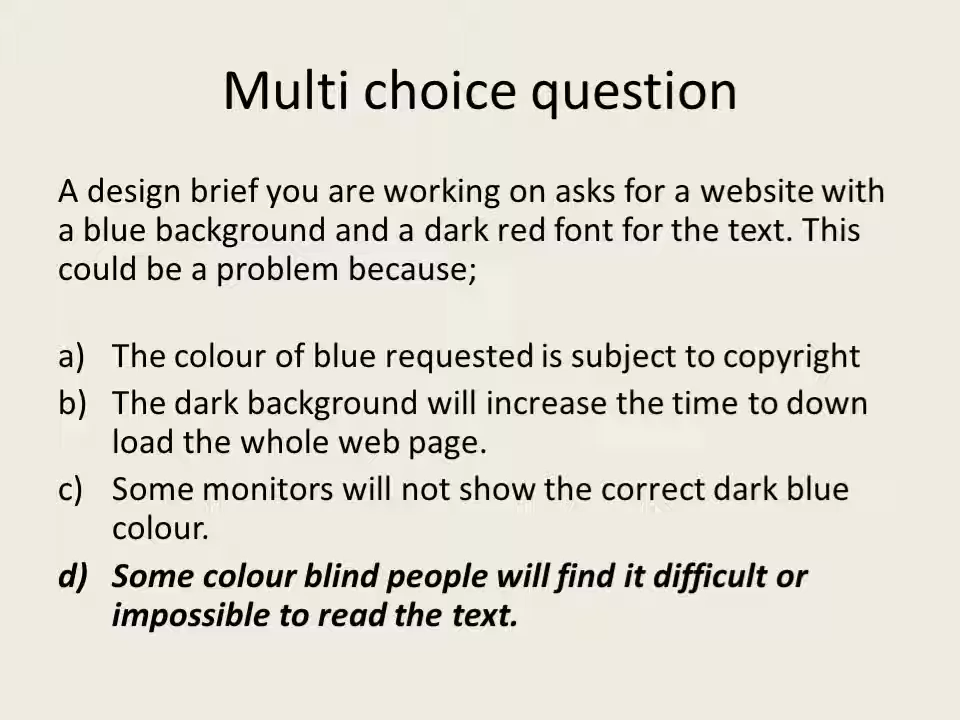 Multi choice question
A design brief you are working on asks for a website with
a blue background and a dark red font for the text. This
could be a problem because;
a) The colour of blue requested is subject to copyright
b) The dark background will increase the time to down
load the whole web page.
c) Some monitors will not show the correct dark blue
colour.
d) Some colour blind people will find it difficult or
impossible to read the text.